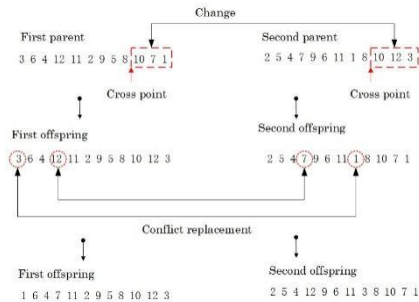 Change
First parent
Second parent
3 6 4 12 11 2 9 5 8 10 7 1
2 5 4 7 9 6 11 1 8 10 12 3
Cross point
Cross point
First offspring
Second offspring
3 6 4 12 11 2 9 5 8 10 12 3
2 5 4 7 9 6 11 1 8 10 7 1
Conflict replacement
First offspring
Second offspring
1 6 4 7 11 2 9 5 8 10 12 3
2 5 4 12 9 6 11 3 8 10 7 1